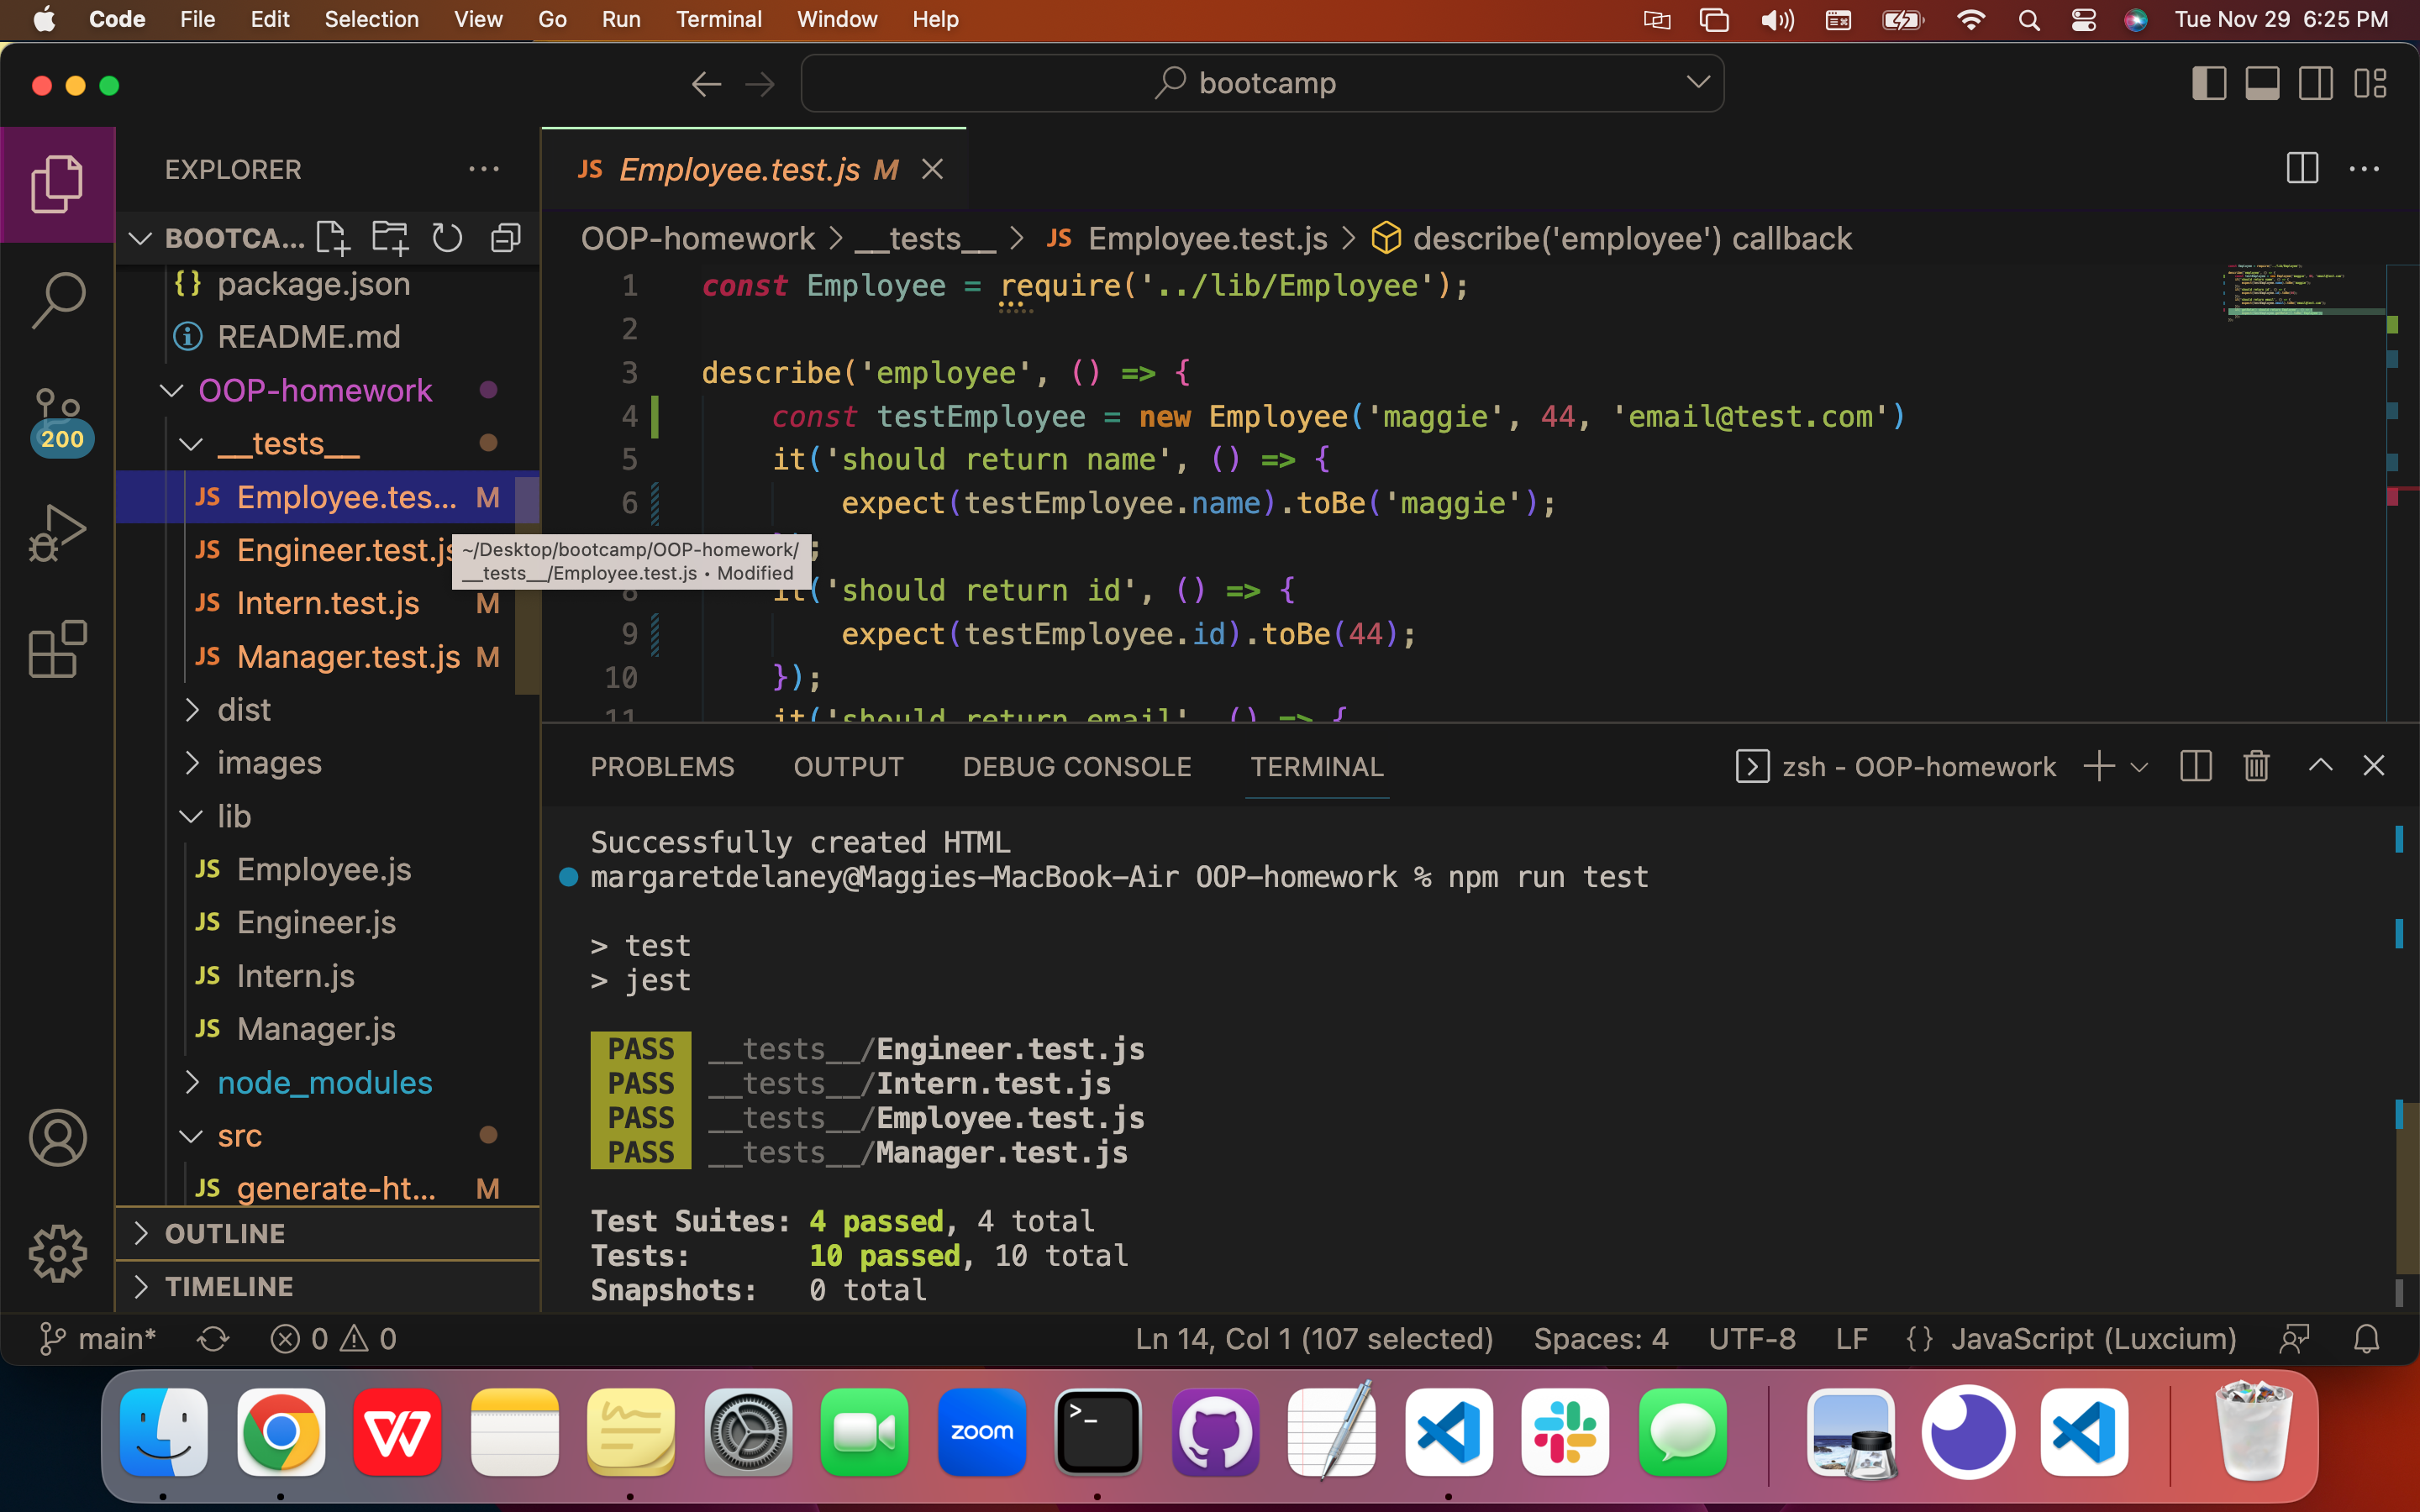 Code File Edit Selection View Go Run Terminal Window Help Tue Nov 29 6:25 PM
bootcamp
EXPLORER
BOOTCA...
package.json
README.md
OOP-homework
__tests__
Employee.tes... M
Engineer.test.js
Intern.test.js M
Manager.test.js M
dist
images
lib
JS Employee.js
JS Engineer.js
JS Intern.js
JS Manager.js
node_modules
src
JS generate-ht... M
OUTLINE
TIMELINE
200
~/Desktop/bootcamp/OOP-homework/
__tests__/Employee.test.js • Modified
JS Employee.test.js M
OOP-homework > __tests__ > JS Employee.test.js > describe('employee') callback
1 const Employee = require('../lib/Employee');
2
3 describe('employee', () => {
4 const testEmployee = new Employee('maggie', 44, 'email@test.com')
5 it('should return name', () => {
6 expect(testEmployee.name).toBe('maggie');
;
8 it('should return id', () => {
9 expect(testEmployee.id).toBe(44);
10 });
11 it('should return email', () => {
PROBLEMS OUTPUT DEBUG CONSOLE TERMINAL zsh - OOP-homework
Successfully created HTML
margaretdelaney@Maggies-MacBook-Air OOP-homework % npm run test
> test
> jest
PASS __tests__/Engineer.test.js
PASS __tests__/Intern.test.js
PASS __tests__/Employee.test.js
PASS __tests__/Manager.test.js
Test Suites: 4 passed, 4 total
Tests: 10 passed, 10 total
Snapshots: 0 total
main* 0 0 Ln 14, Col 1 (107 selected) Spaces: 4 UTF-8 LF {} JavaScript (Luxcium)
zoom